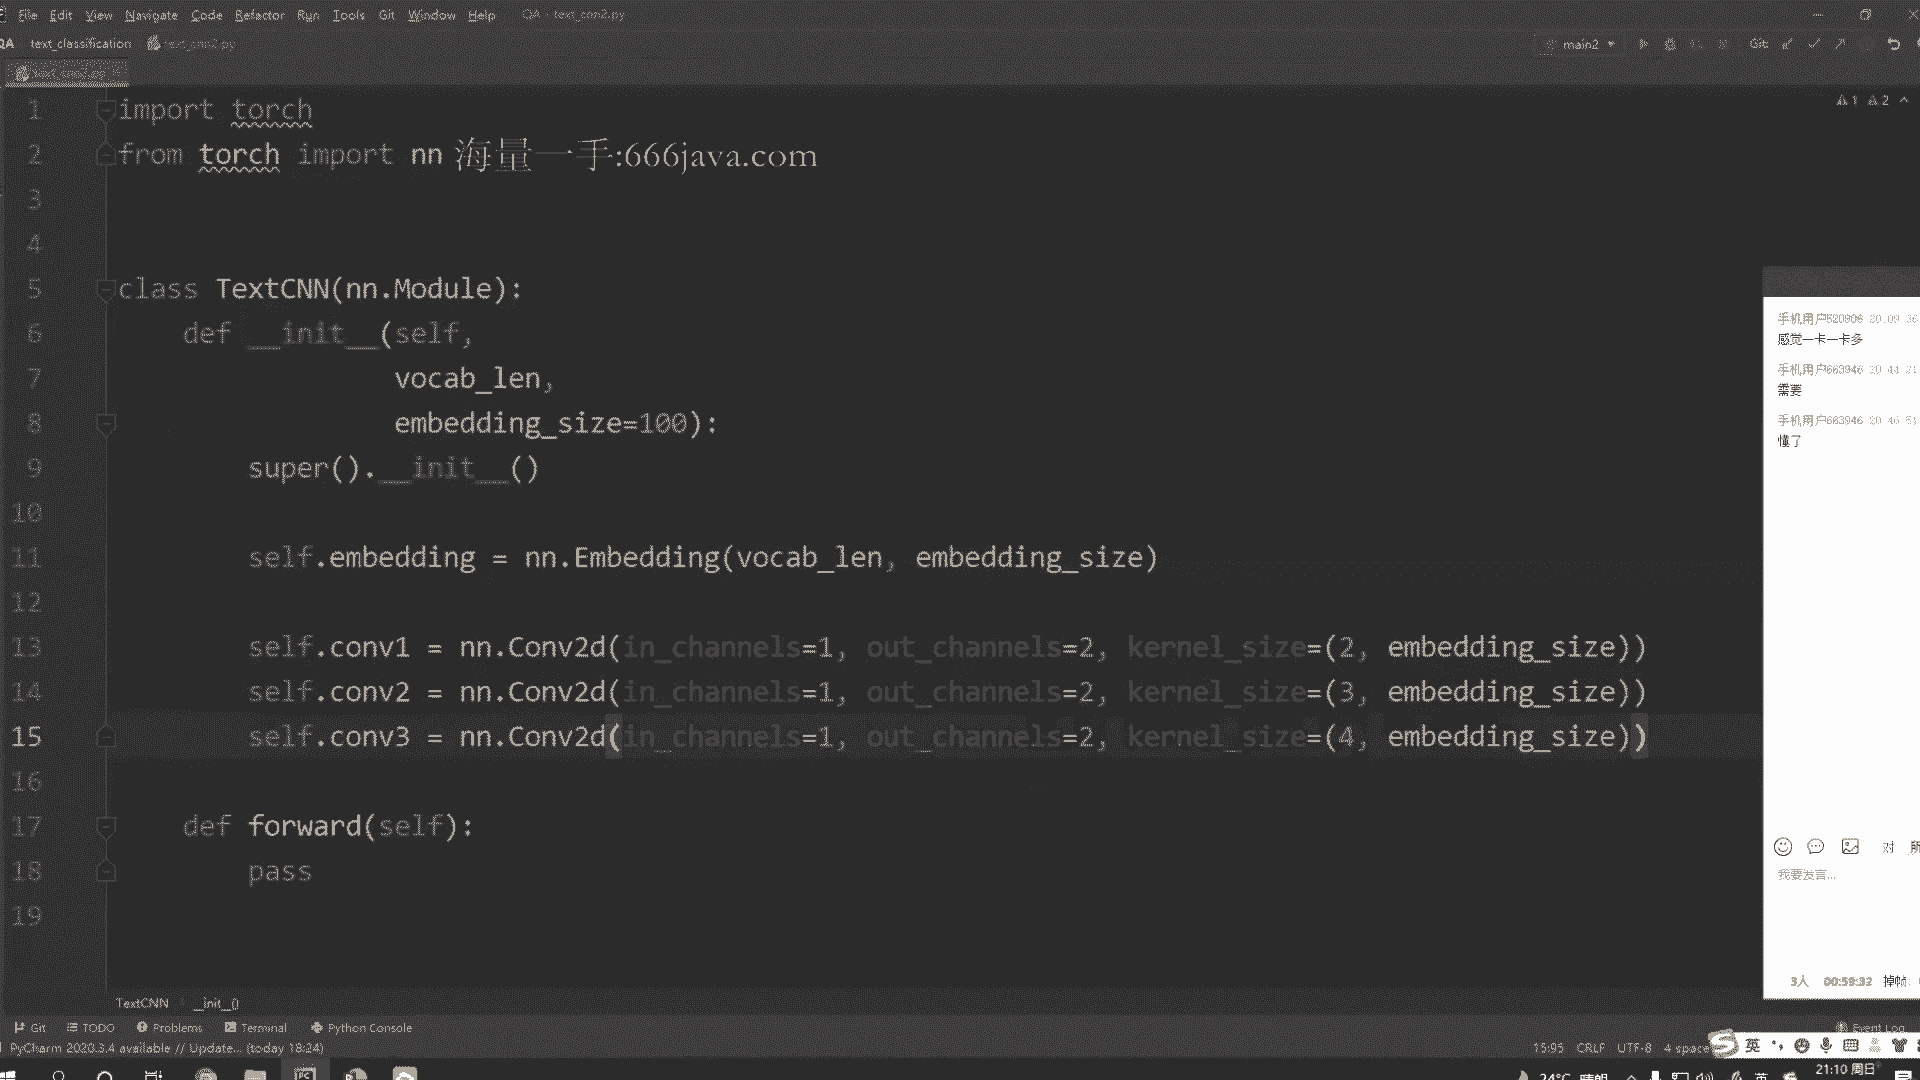 File Edit View Navigate Code Refactor Run Tools Git Window Help QA - text_cnn2.py
QA text_classification text_cnn2.py
main2 Git:
text_cnn2.py
1 2
1 import torch
2 from torch import nn 海量一手:666java.com
3
4
5 class TextCNN(nn.Module):
6 def __init__(self,
7 vocab_len,
8 embedding_size=100):
9 super().__init__()
10
11 self.embedding = nn.Embedding(vocab_len, embedding_size)
12
13 self.conv1 = nn.Conv2d(in_channels=1, out_channels=2, kernel_size=(2, embedding_size))
14 self.conv2 = nn.Conv2d(in_channels=1, out_channels=2, kernel_size=(3, embedding_size))
15 self.conv3 = nn.Conv2d(in_channels=1, out_channels=2, kernel_size=(4, embedding_size))
16
17 def forward(self):
18 pass
19
手机用户520906 20:09:36
感觉一卡一卡多
手机用户663946
需要
手机用户663946
懂了
对 所
我要发言...
3人 00:59:32 掉帧:
TextCNN __init__()
Git TODO Problems Terminal Python Console Event Log
PyCharm 2020.3.4 available // Update... (today 18:24) 15:95 CRLF UTF-8 4 space 英
24°C 晴朗 英 21:10 周日